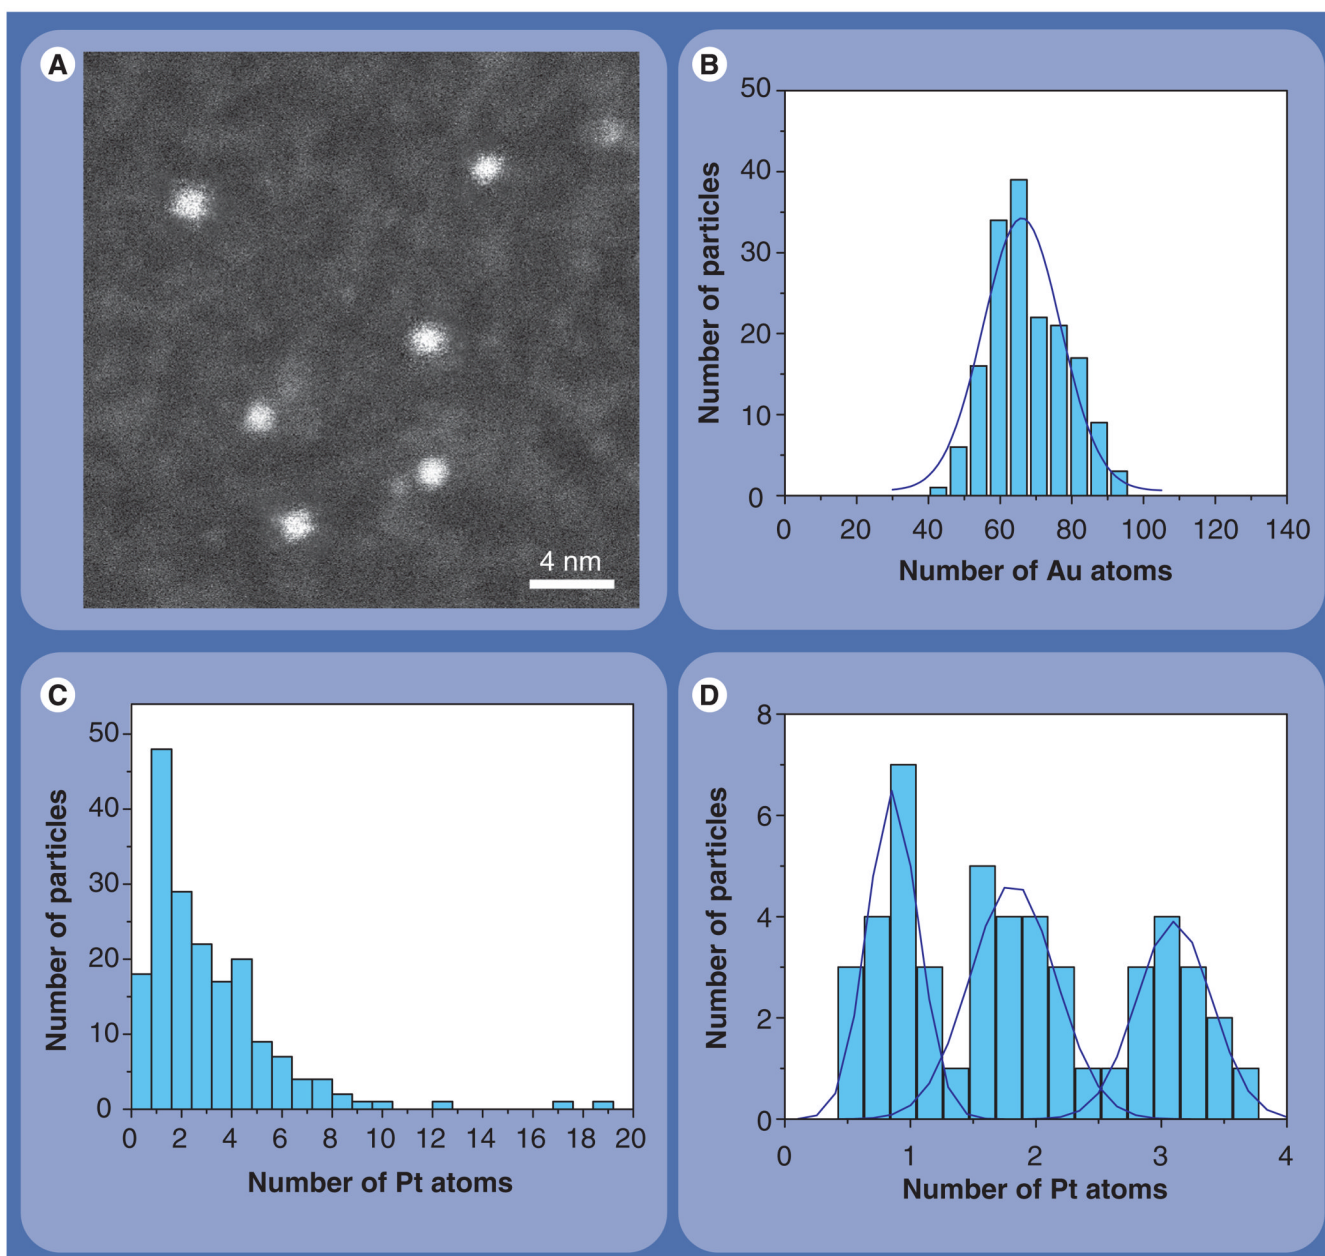 A
4 nm
B
50
40
30
20
10
0
Number of particles
0 20 40 60 80 100 120 140
Number of Au atoms
C
50
40
30
20
10
0
Number of particles
0 2 4 6 8 10 12 14 16 18 20
Number of Pt atoms
D
8
6
4
2
0
Number of particles
0 1 2 3 4
Number of Pt atoms